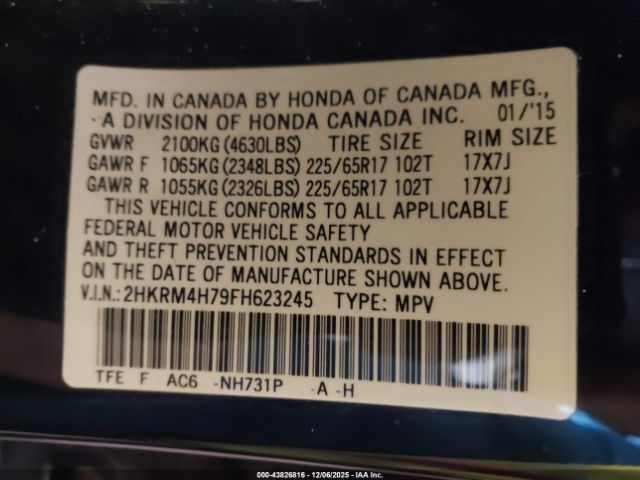 MFD. IN CANADA BY HONDA OF CANADA MFG.,
A DIVISION OF HONDA CANADA INC. 01/'15
GVWR 2100KG (4630LBS) TIRE SIZE RIM SIZE
GAWR F 1065KG (2348LBS) 225/65R17 102T 17X7J
GAWR R 1055KG (2326LBS) 225/65R17 102T 17X7J
THIS VEHICLE CONFORMS TO ALL APPLICABLE
FEDERAL MOTOR VEHICLE SAFETY
AND THEFT PREVENTION STANDARDS IN EFFECT
ON THE DATE OF MANUFACTURE SHOWN ABOVE.
V.I.N.: 2HKRM4H79FH623245 TYPE: MPV
TFE F AC6 -NH731P -A -H
000-43826816 - 12/06/2025 - IAA Inc.